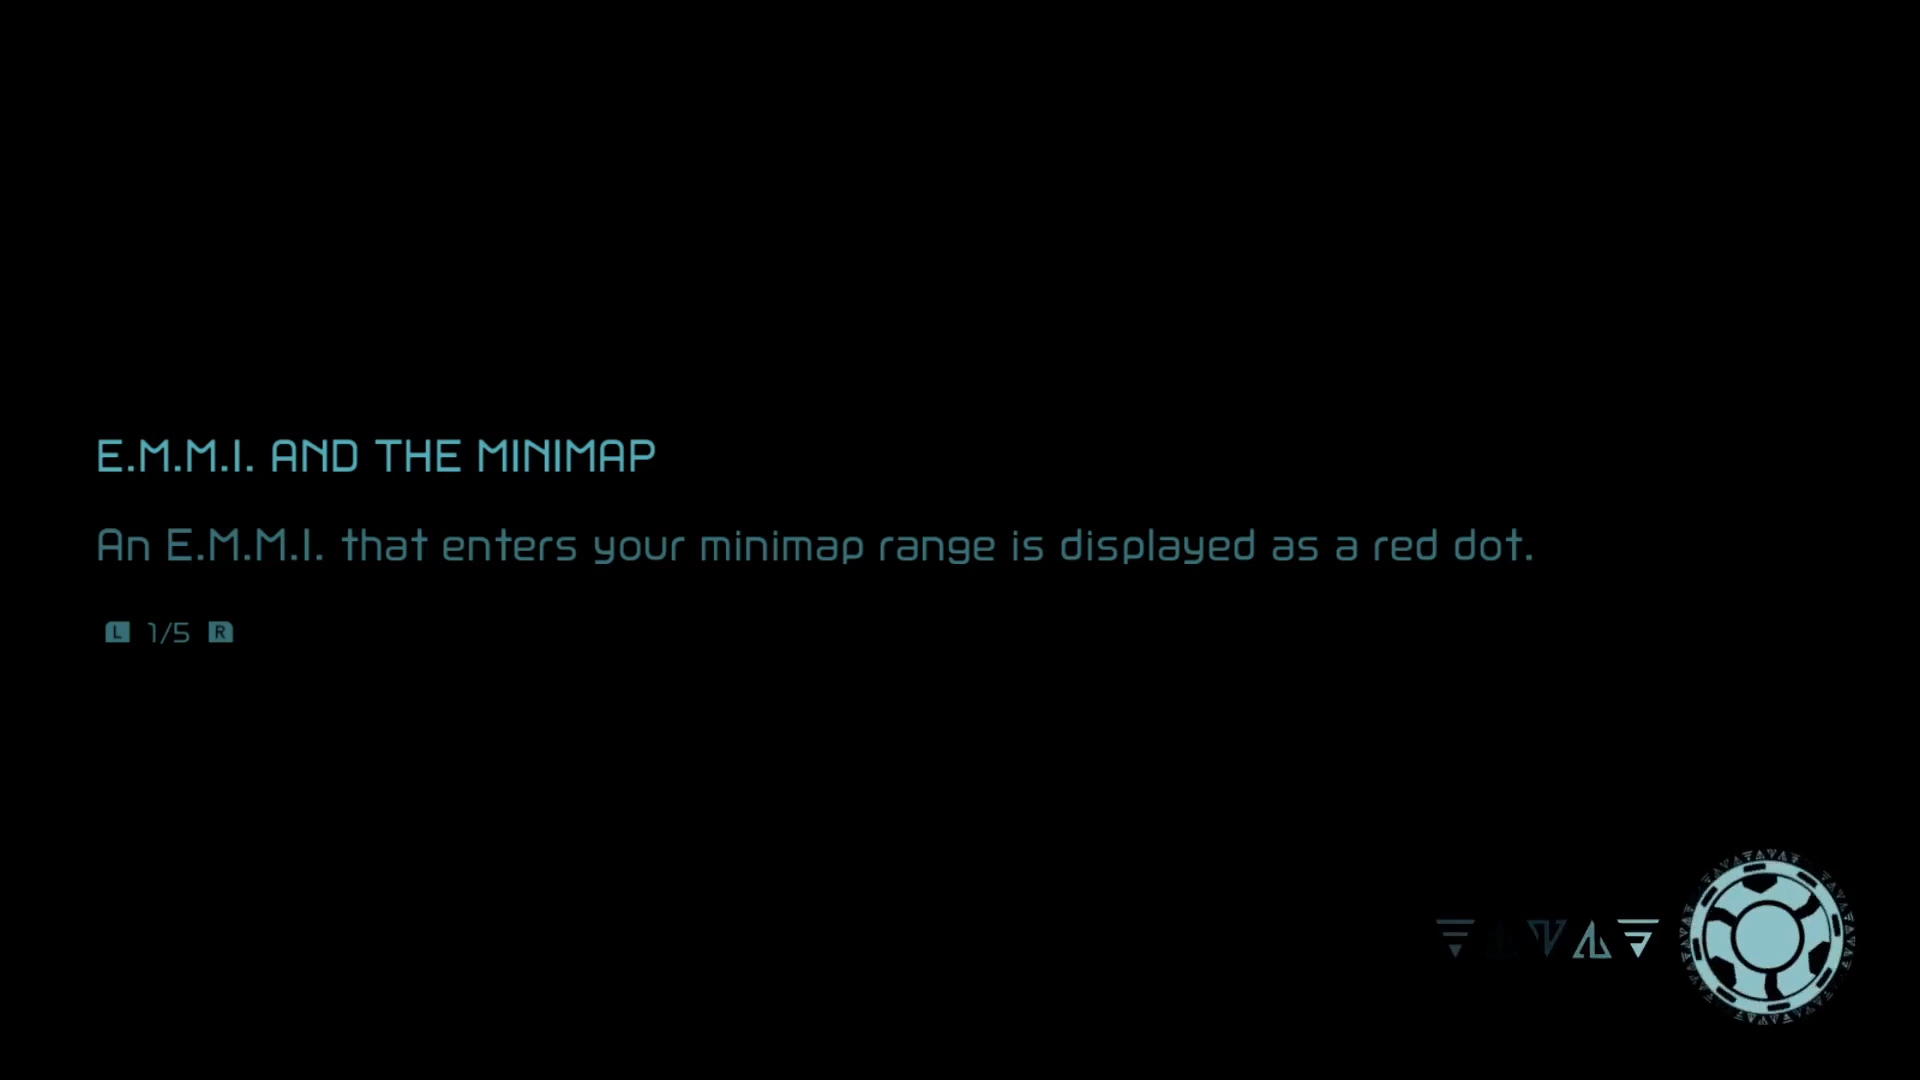 E.M.M.I. AND THE MINIMAP
An E.M.M.I. that enters your minimap range is displayed as a red dot.
L 1/5 R